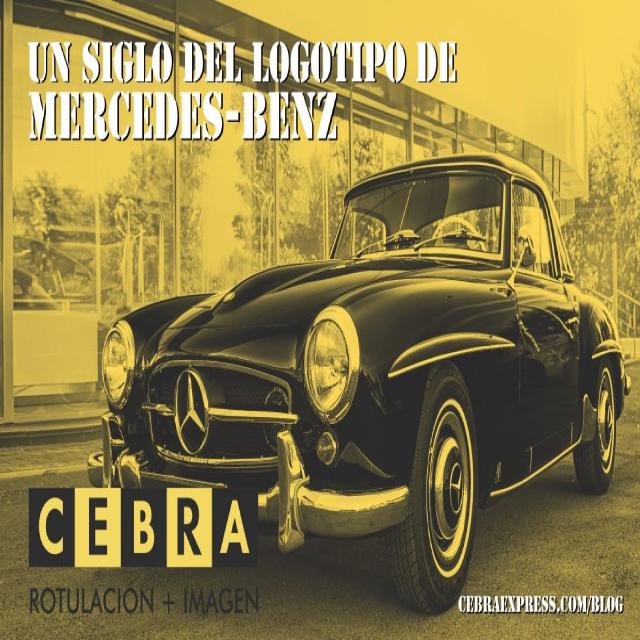 UN SIGLO DEL LOGOTIPO DE
MERCEDES-BENZ
CEBRA
ROTULACIÓN + IMAGEN
CEBRAEXPRESS.COM/BLOG